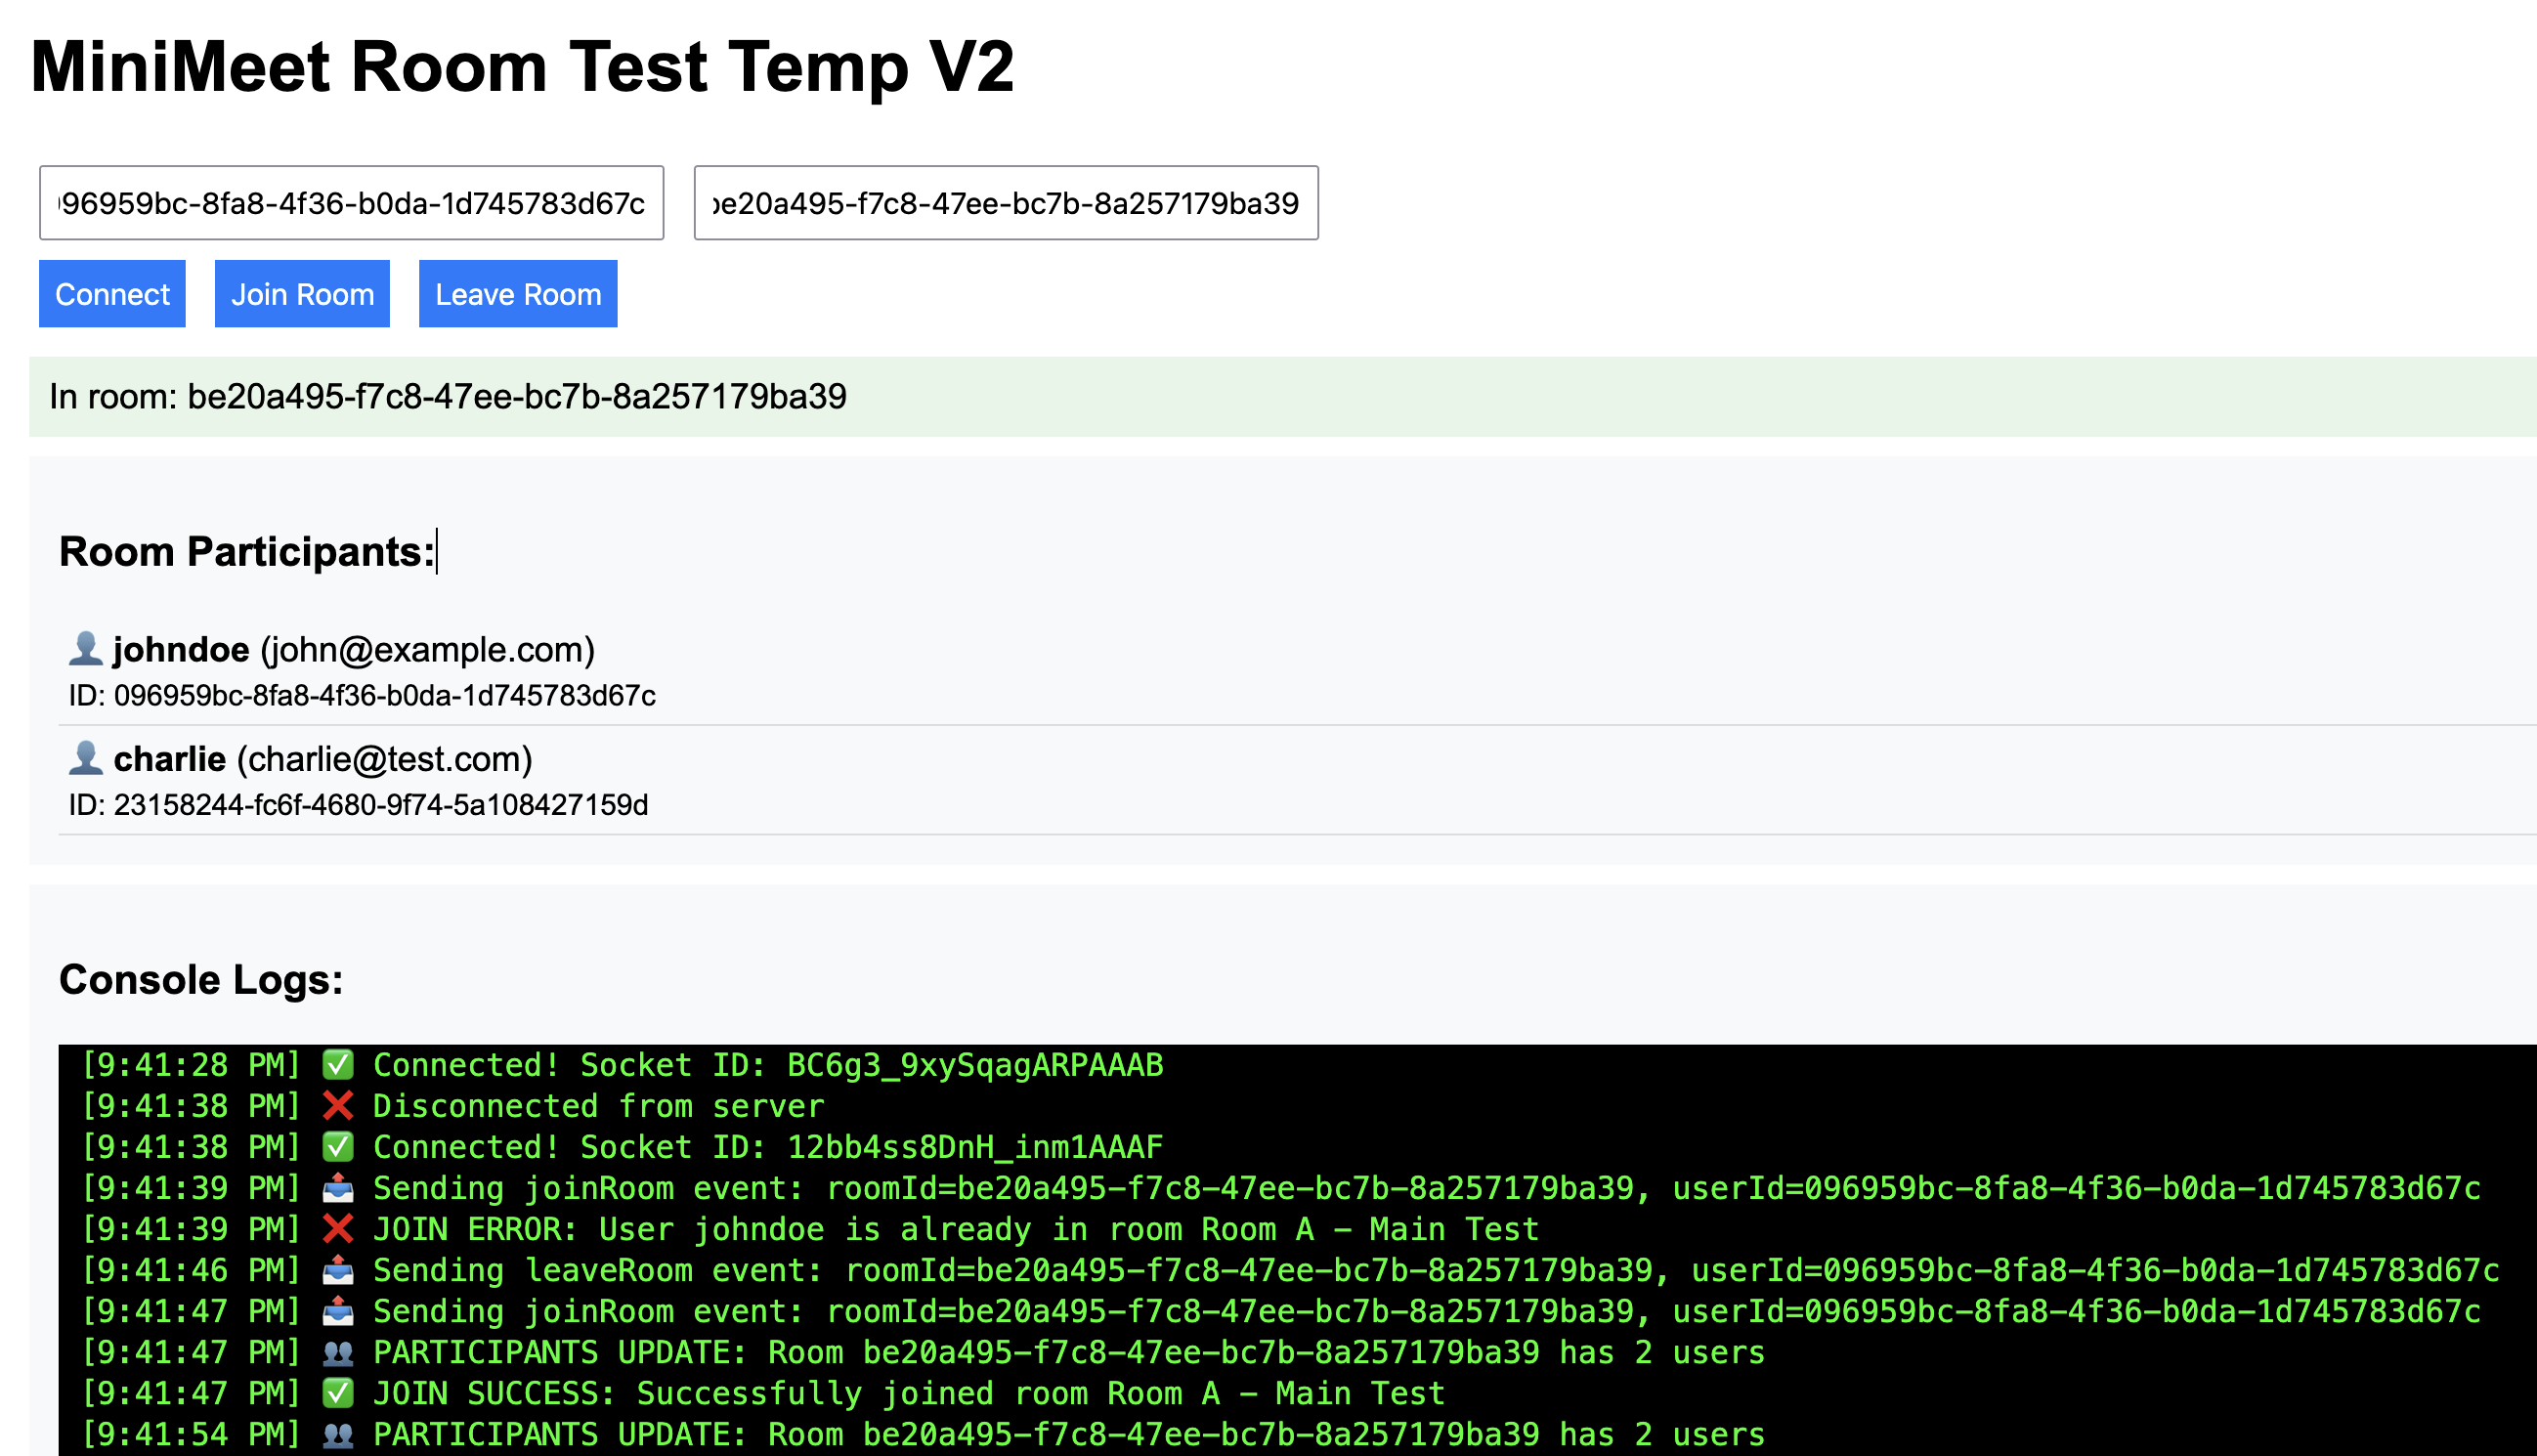 MiniMeet Room Test Temp V2
96959bc-8fa8-4f36-b0da-1d745783d67c
be20a495-f7c8-47ee-bc7b-8a257179ba39
Connect Join Room Leave Room
In room: be20a495-f7c8-47ee-bc7b-8a257179ba39
Room Participants:
👤 johndoe (john@example.com)
ID: 096959bc-8fa8-4f36-b0da-1d745783d67c
👤 charlie (charlie@test.com)
ID: 23158244-fc6f-4680-9f74-5a108427159d
Console Logs:
[9:41:28 PM] ✅ Connected! Socket ID: BC6g3_9xySqagARPAAAB
[9:41:38 PM] ❌ Disconnected from server
[9:41:38 PM] ✅ Connected! Socket ID: 12bb4ss8DnH_inm1AAAF
[9:41:39 PM] 📤 Sending joinRoom event: roomId=be20a495-f7c8-47ee-bc7b-8a257179ba39, userId=096959bc-8fa8-4f36-b0da-1d745783d67c
[9:41:39 PM] ❌ JOIN ERROR: User johndoe is already in room Room A - Main Test
[9:41:46 PM] 📤 Sending leaveRoom event: roomId=be20a495-f7c8-47ee-bc7b-8a257179ba39, userId=096959bc-8fa8-4f36-b0da-1d745783d67c
[9:41:47 PM] 📤 Sending joinRoom event: roomId=be20a495-f7c8-47ee-bc7b-8a257179ba39, userId=096959bc-8fa8-4f36-b0da-1d745783d67c
[9:41:47 PM] 👥 PARTICIPANTS UPDATE: Room be20a495-f7c8-47ee-bc7b-8a257179ba39 has 2 users
[9:41:47 PM] ✅ JOIN SUCCESS: Successfully joined room Room A - Main Test
[9:41:54 PM] 👥 PARTICIPANTS UPDATE: Room be20a495-f7c8-47ee-bc7b-8a257179ba39 has 2 users